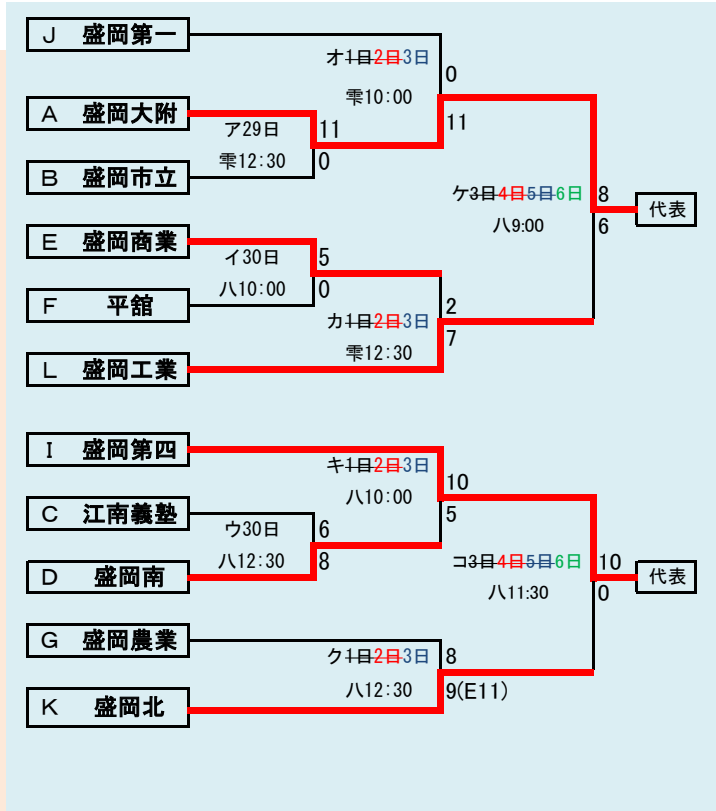 J 盛岡第一
オ1日2日3日
0
雫10:00
A 盛岡大附
11
ア29日
11
雫12:30
0
B 盛岡市立
ケ3日4日5日6日
8
代表
八9:00
6
E 盛岡商業
イ30日
5
八10:00
0
F 平舘
2
カ1日2日3日
7
雫12:30
L 盛岡工業
I 盛岡第四
キ1日2日3日
10
八10:00
5
C 江南義塾
ウ30日
6
八12:30
8
D 盛岡南
コ3日4日5日6日
10
代表
八11:30
0
G 盛岡農業
ク1日2日3日
8
八12:30
9(E11)
K 盛岡北